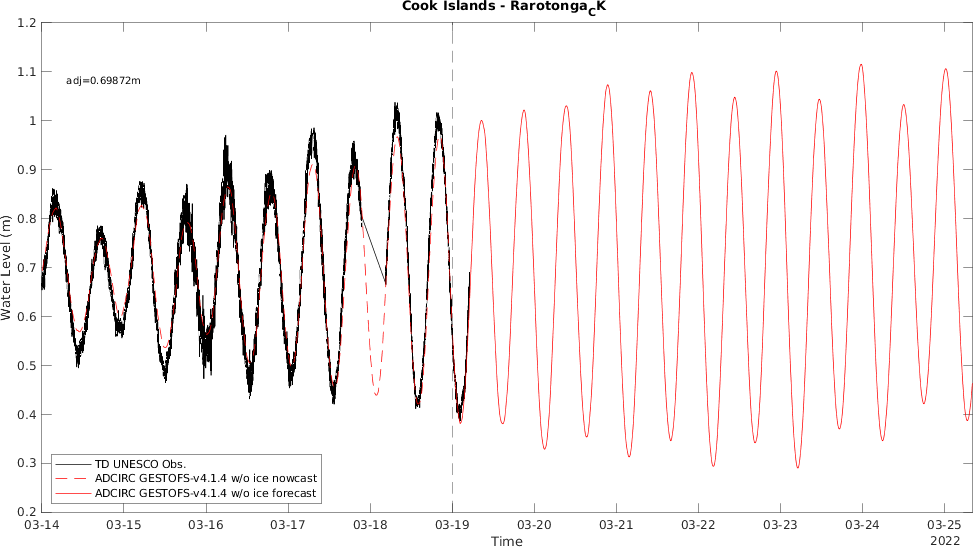 Cook Islands - Rarotonga_CK
1.2
1.1
1
0.9
0.8
0.7
0.6
0.5
0.4
0.3
0.2
Water Level (m)
adj=0.69872m
TD UNESCO Obs.
ADCIRC GESTOFS-v4.1.4 w/o ice nowcast
ADCIRC GESTOFS-v4.1.4 w/o ice forecast
03-14 03-15 03-16 03-17 03-18 03-19 03-20 03-21 03-22 03-23 03-24 03-25
Time
2022